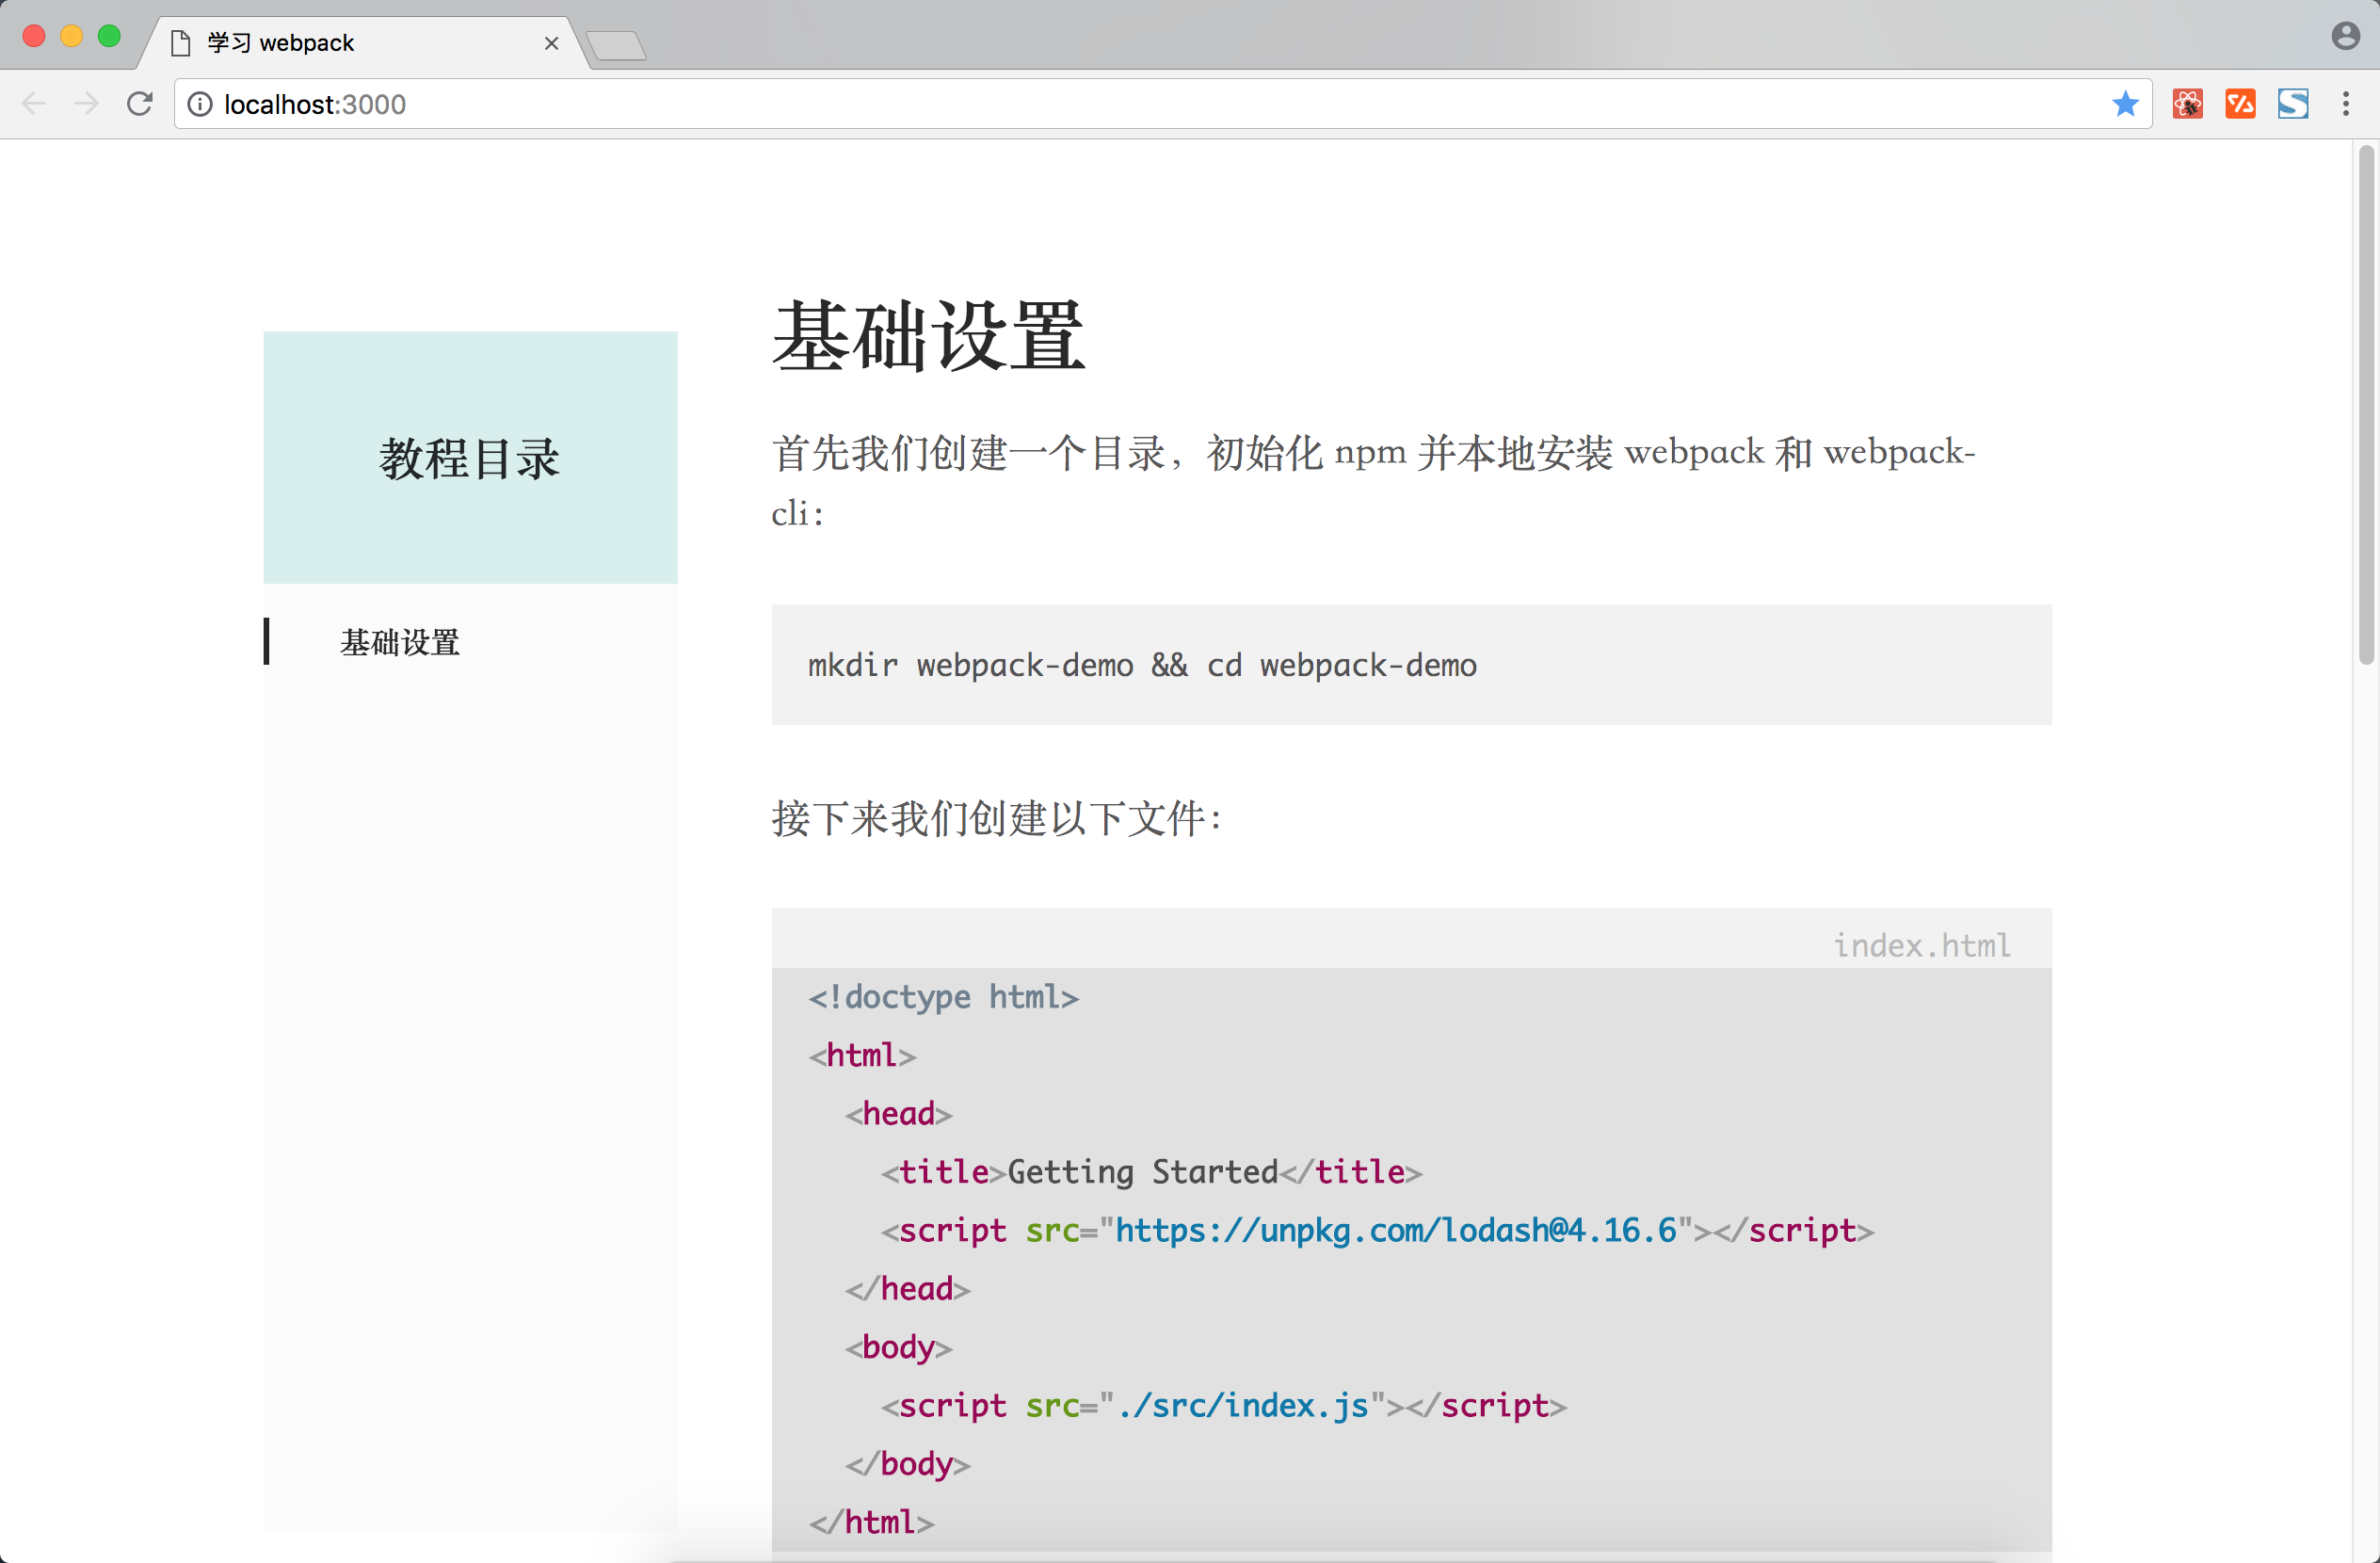 学习 webpack
localhost:3000
教程目录
基础设置
基础设置
首先我们创建一个目录，初始化 npm 并本地安装 webpack 和 webpack-
cli：
mkdir webpack-demo && cd webpack-demo
接下来我们创建以下文件：
index.html
<!doctype html>
<html>
  <head>
    <title>Getting Started</title>
    <script src="https://unpkg.com/lodash@4.16.6"></script>
  </head>
  <body>
    <script src="./src/index.js"></script>
  </body>
</html>